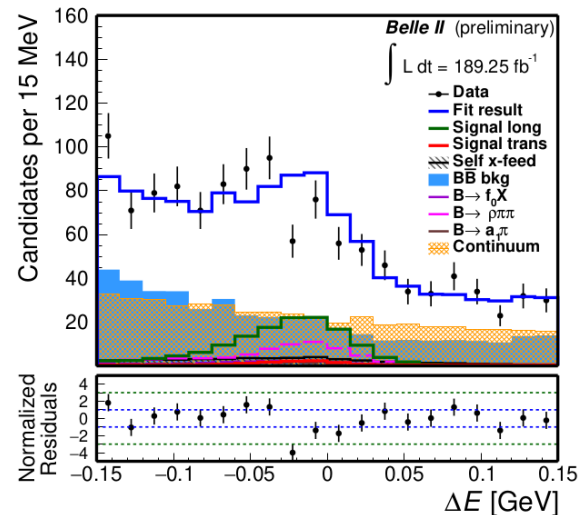 160
140
120
100
80
60
40
20
Candidates per 15 MeV
Belle II (preliminary)
∫ L dt = 189.25 fb⁻¹
Data
Fit result
Signal long
Signal trans
Self x-feed
BB̅ bkg
B→ f₀X
B→ ρππ
B→ a₁π
Continuum
4
2
0
−2
−4
Normalized
Residuals
−0.15 −0.1 −0.05 0 0.05 0.1 0.15
ΔE [GeV]